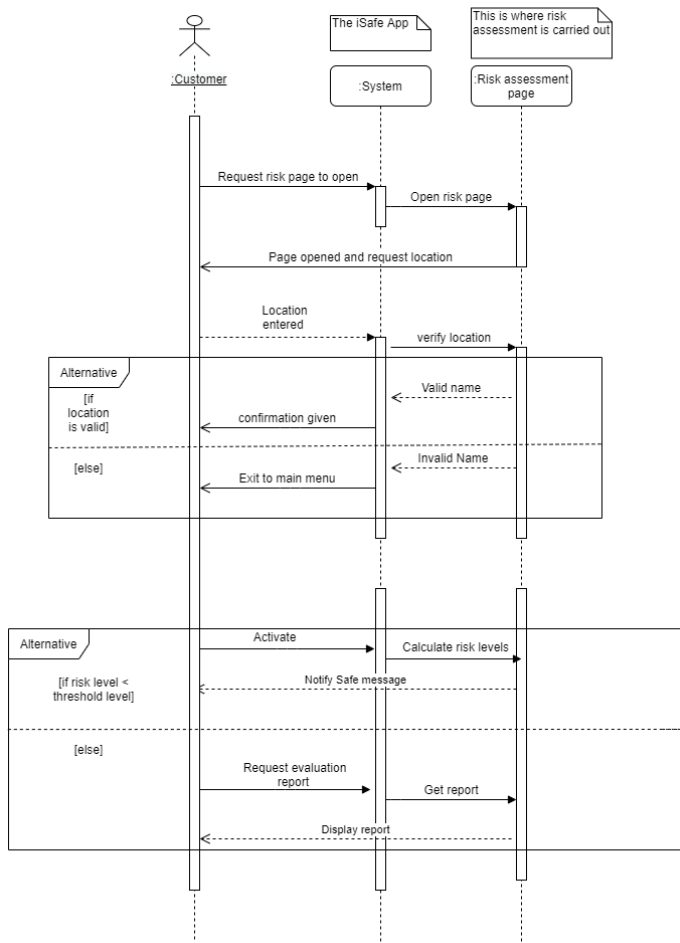 The iSafe App
This is where risk
assessment is carried out
:Customer
:System
:Risk assessment
page
Request risk page to open
Open risk page
Page opened and request location
Location
entered
verify location
Alternative
[if
location
is valid]
Valid name
confirmation given
[else]
Invalid Name
Exit to main menu
Alternative
Activate
Calculate risk levels
[if risk level <
threshold level]
Notify Safe message
[else]
Request evaluation
report
Get report
Display report